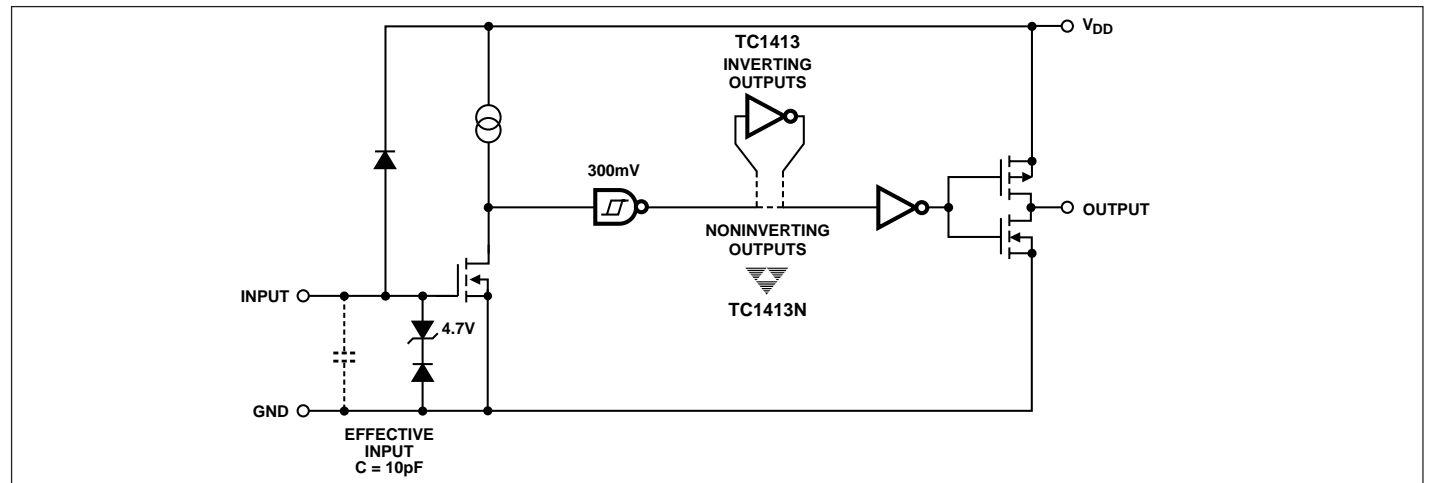 V_DD
TC1413
INVERTING
OUTPUTS
300mV
OUTPUT
NONINVERTING
OUTPUTS
TC1413N
INPUT
4.7V
GND
EFFECTIVE
INPUT
C = 10pF